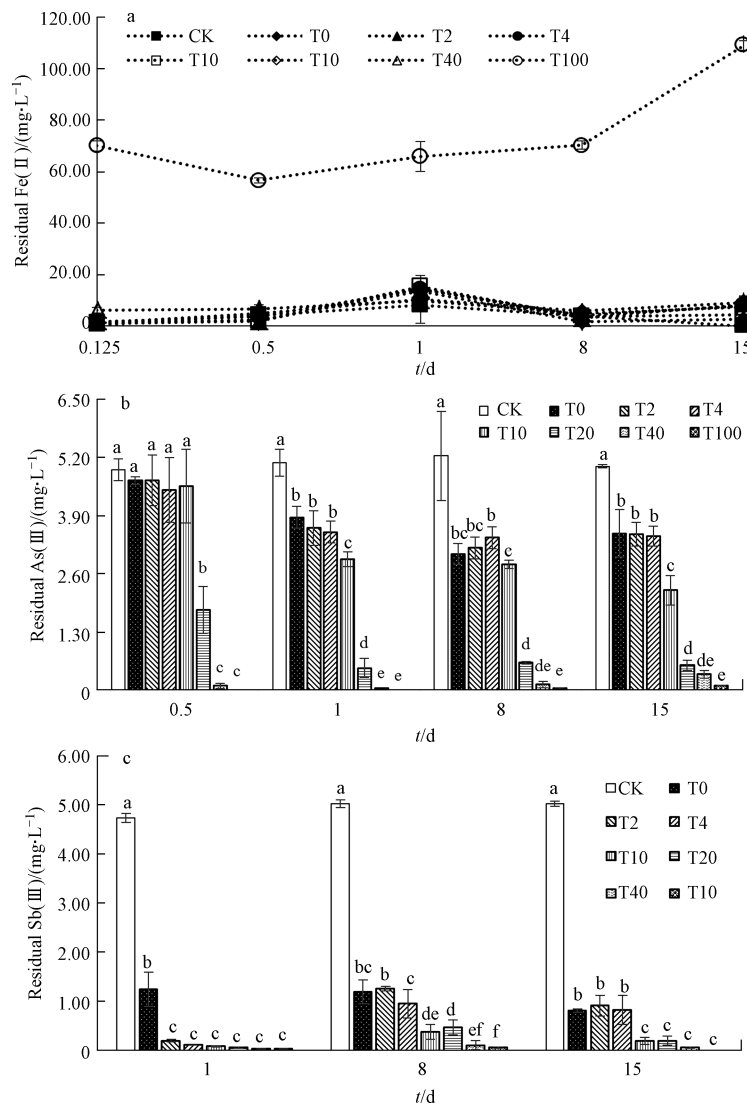 120.00 a
CK T0 T2 T4
100.00 T10 T10 T40 T100
80.00
60.00
40.00
20.00
0
Residual Fe(Ⅱ)/(mg·L⁻¹)
0.125 0.5 1 8 15
t/d
6.50 b
CK T0 T2 T4
T10 T20 T40 T100
5.20
3.90
2.60
1.30
0
Residual As(Ⅲ)/(mg·L⁻¹)
a a a a a b c c
a b b b c d e e
a bc bc b c d de e
a b b b c d de e
0.5 1 8 15
t/d
6.00 c
5.00
4.00
3.00
2.00
1.00
0
Residual Sb(Ⅲ)/(mg·L⁻¹)
CK T0
T2 T4
T10 T20
T40 T10
a b c c c c c c
a bc b c de d ef f
a b b b c c c c
1 8 15
t/d